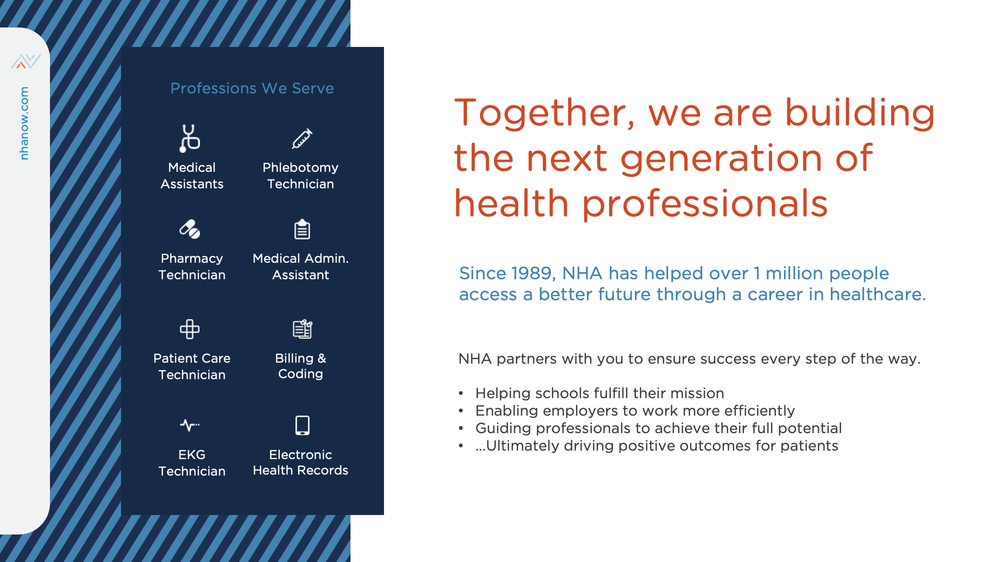 nhanow.com
Professions We Serve
Medical
Assistants
Phlebotomy
Technician
Pharmacy
Technician
Medical Admin.
Assistant
Patient Care
Technician
Billing &
Coding
EKG
Technician
Electronic
Health Records
Together, we are building
the next generation of
health professionals
Since 1989, NHA has helped over 1 million people
access a better future through a career in healthcare.
NHA partners with you to ensure success every step of the way.
• Helping schools fulfill their mission
• Enabling employers to work more efficiently
• Guiding professionals to achieve their full potential
• ...Ultimately driving positive outcomes for patients